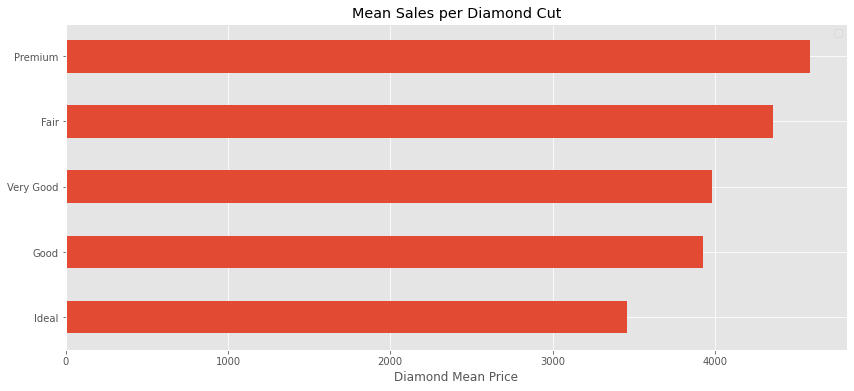 Mean Sales per Diamond Cut
Premium
Fair
Very Good
Good
Ideal
0 1000 2000 3000 4000
Diamond Mean Price